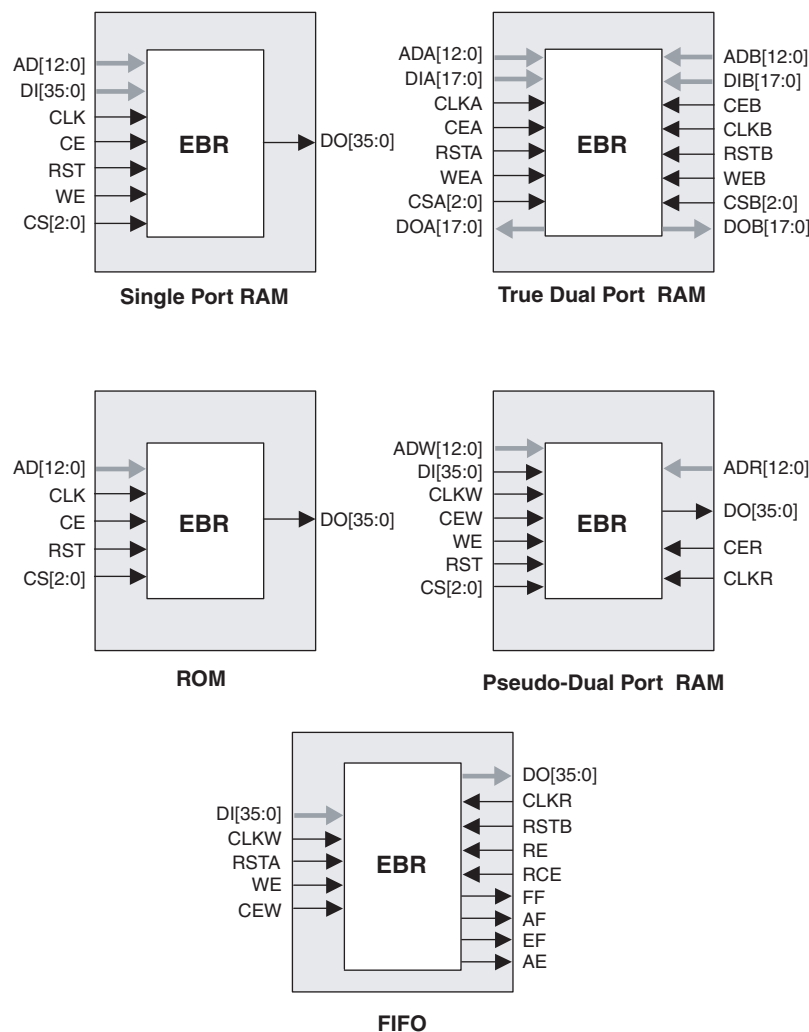 AD[12:0]
DI[35:0]
CLK
CE
RST
WE
CS[2:0]
EBR
DO[35:0]
Single Port RAM
ADA[12:0]
DIA[17:0]
CLKA
CEA
RSTA
WEA
CSA[2:0]
DOA[17:0]
EBR
ADB[12:0]
DIB[17:0]
CEB
CLKB
RSTB
WEB
CSB[2:0]
DOB[17:0]
True Dual Port RAM
AD[12:0]
CLK
CE
RST
CS[2:0]
EBR
DO[35:0]
ROM
ADW[12:0]
DI[35:0]
CLKW
CEW
WE
RST
CS[2:0]
EBR
ADR[12:0]
DO[35:0]
CER
CLKR
Pseudo-Dual Port RAM
DI[35:0]
CLKW
RSTA
WE
CEW
EBR
DO[35:0]
CLKR
RSTB
RE
RCE
FF
AF
EF
AE
FIFO